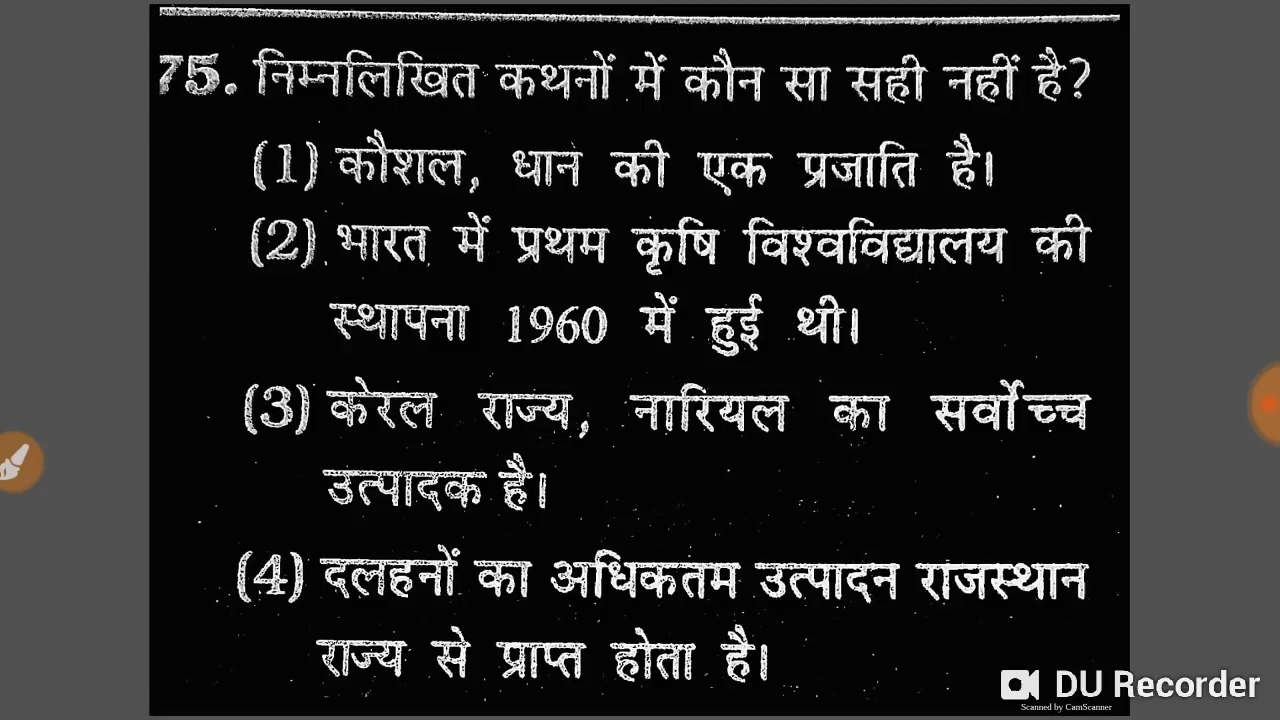 75. निम्नलिखित कथनों में कौन सा सही नहीं है?
(1) कौशल, धान की एक प्रजाति है।
(2) भारत में प्रथम कृषि विश्वविद्यालय की
स्थापना 1960 में हुई थी।
(3) केरल राज्य, नारियल का सर्वोच्च
उत्पादक है।
(4) दलहनों का अधिकतम उत्पादन राजस्थान
राज्य से प्राप्त होता है।
DU Recorder
Scanned by CamScanner